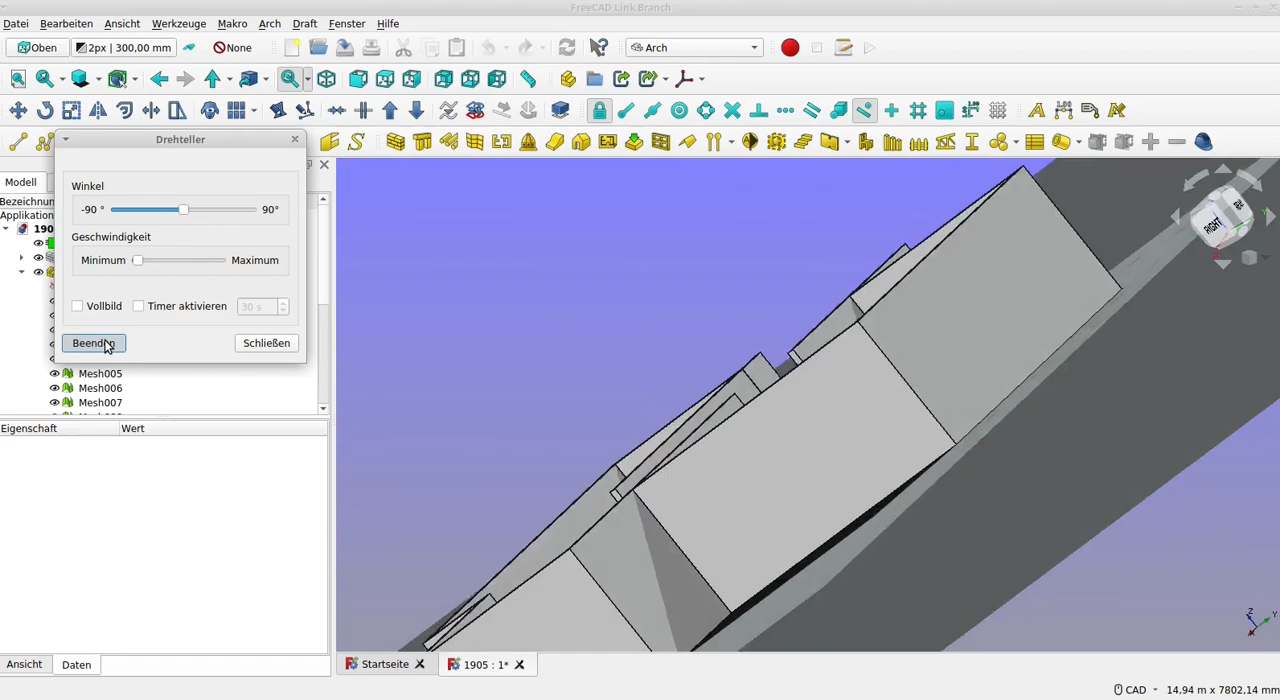 FreeCAD Link Branch
Datei Bearbeiten Ansicht Werkzeuge Makro Arch Draft Fenster Hilfe
Oben 2px | 300,00 mm None Arch
Drehteller
Winkel
-90 ° 90°
Geschwindigkeit
Minimum Maximum
Vollbild Timer aktivieren 30 s
Beenden Schließen
Modell
Bezeichnung
Applikation
190
Mesh005
Mesh006
Mesh007
Eigenschaft Wert
Ansicht Daten
RIGHT
Z
Y
X
Startseite 1905 : 1*
CAD 14,94 m x 7802,14 mm